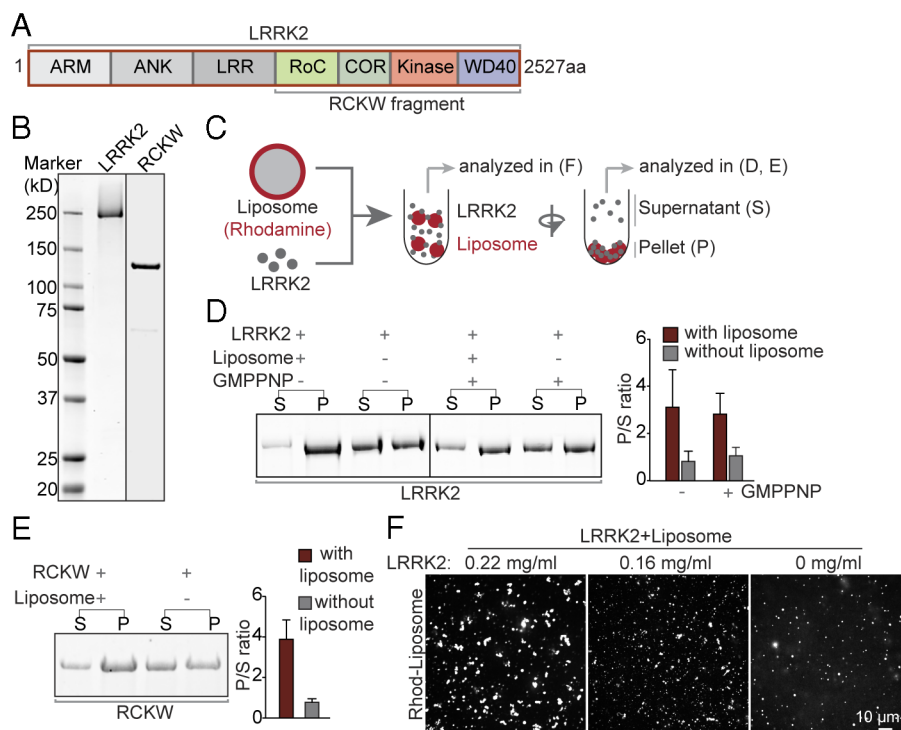 A
LRRK2
1 ARM ANK LRR RoC COR Kinase WD40 2527aa
RCKW fragment
B
Marker
(kD)
LRRK2
RCKW
250
150
100
75
50
37
25
20
C
Liposome
(Rhodamine)
LRRK2
analyzed in (F)
LRRK2
Liposome
analyzed in (D, E)
Supernatant (S)
Pellet (P)
D
LRRK2 + + + +
Liposome + - + -
GMPPNP - - + +
S P S P S P S P
LRRK2
with liposome
without liposome
P/S ratio
6
4
2
0
- + GMPPNP
E
RCKW + +
Liposome + -
S P S P
RCKW
with
liposome
without
liposome
P/S ratio
6
4
2
0
F
LRRK2+Liposome
LRRK2: 0.22 mg/ml 0.16 mg/ml 0 mg/ml
Rhod-Liposome
10 µm